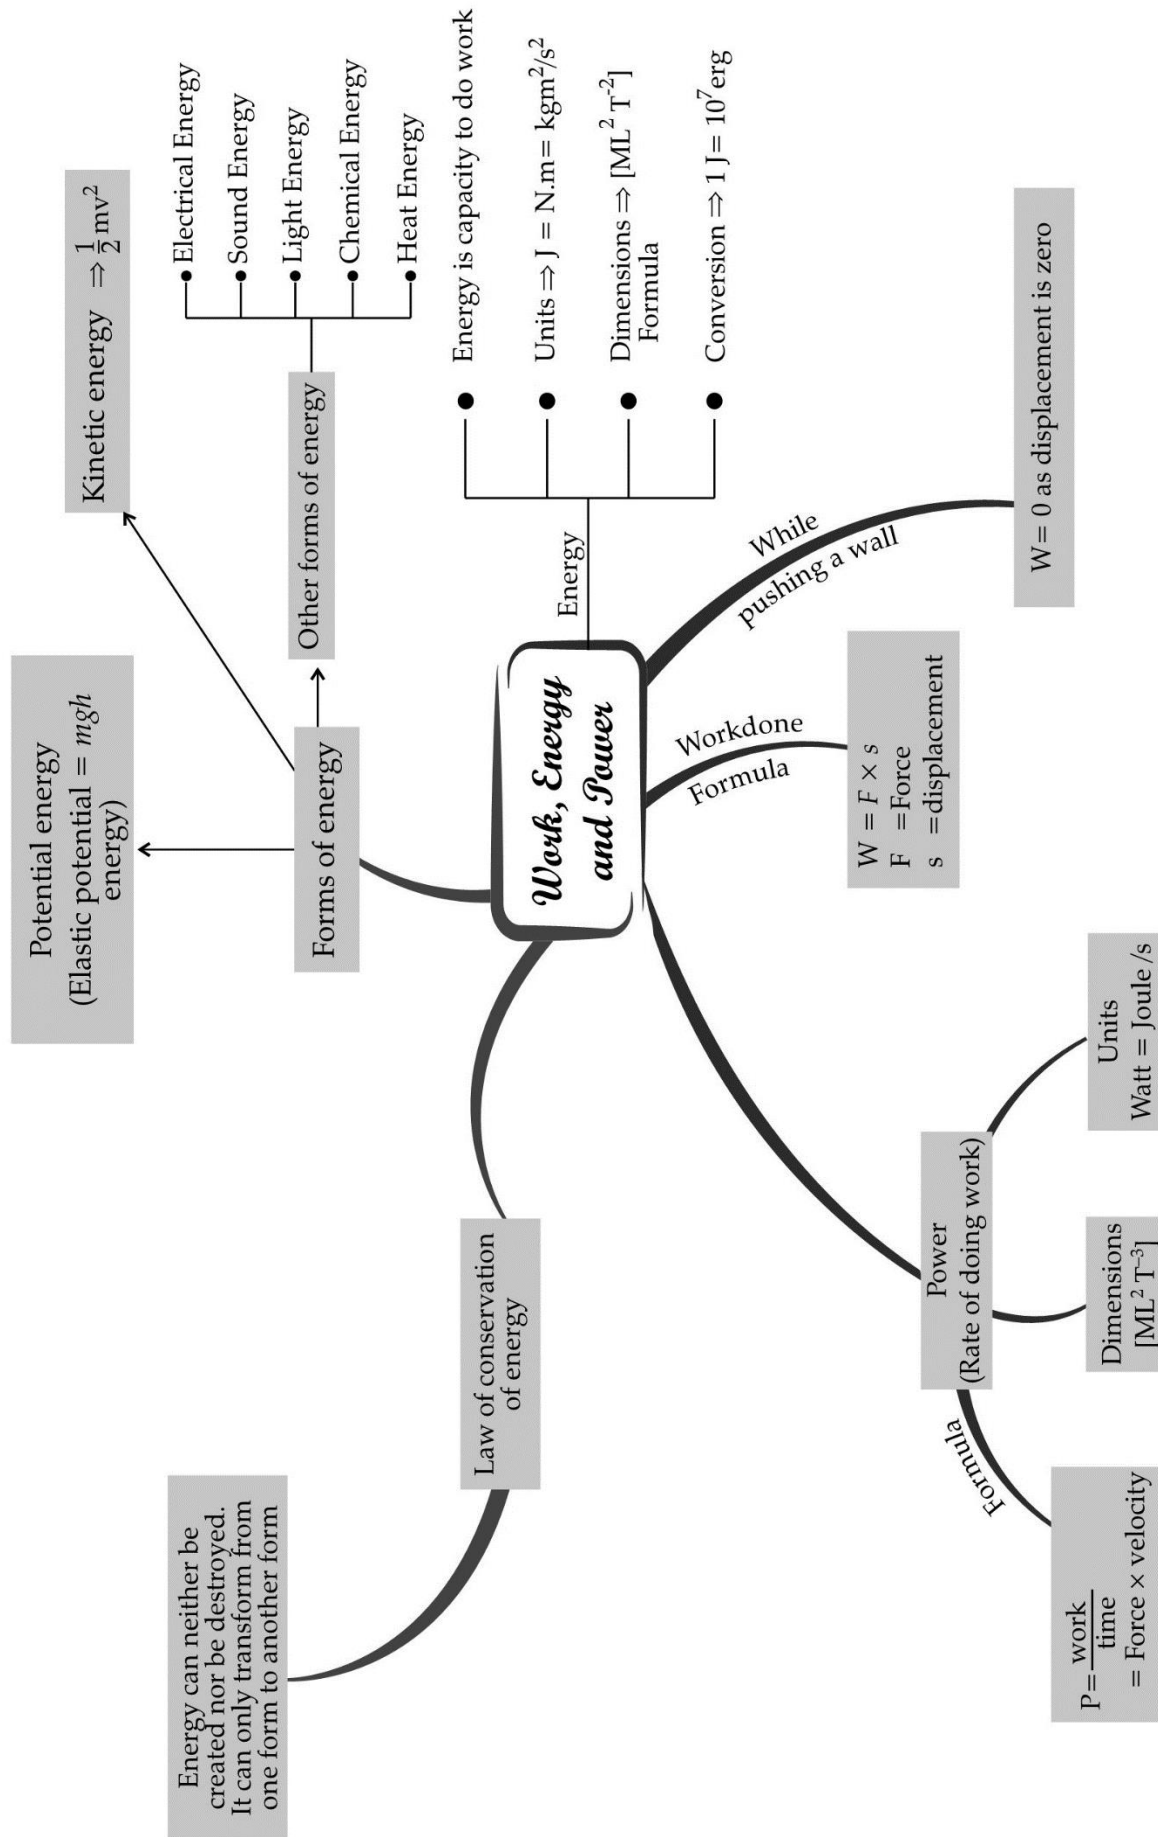 Work, Energy
and Power
Energy
Energy is capacity to do work
Units ⇒ J = N.m = kgm²/s²
Dimensions ⇒ [ML² T⁻²]
Formula
Conversion ⇒ 1 J = 10⁷erg
Forms of energy
Potential energy
(Elastic potential = mgh
energy)
Kinetic energy ⇒ 1/2 mv²
Other forms of energy
Electrical Energy
Sound Energy
Light Energy
Chemical Energy
Heat Energy
Law of conservation
of energy
Energy can neither be
created nor be destroyed.
It can only transform from
one form to another form
While
pushing a wall
W = 0 as displacement is zero
Workdone
Formula
W = F × s
F =Force
s =displacement
Power
(Rate of doing work)
Formula
P= work/time
= Force × velocity
Dimensions
[ML² T⁻³]
Units
Watt = Joule /s